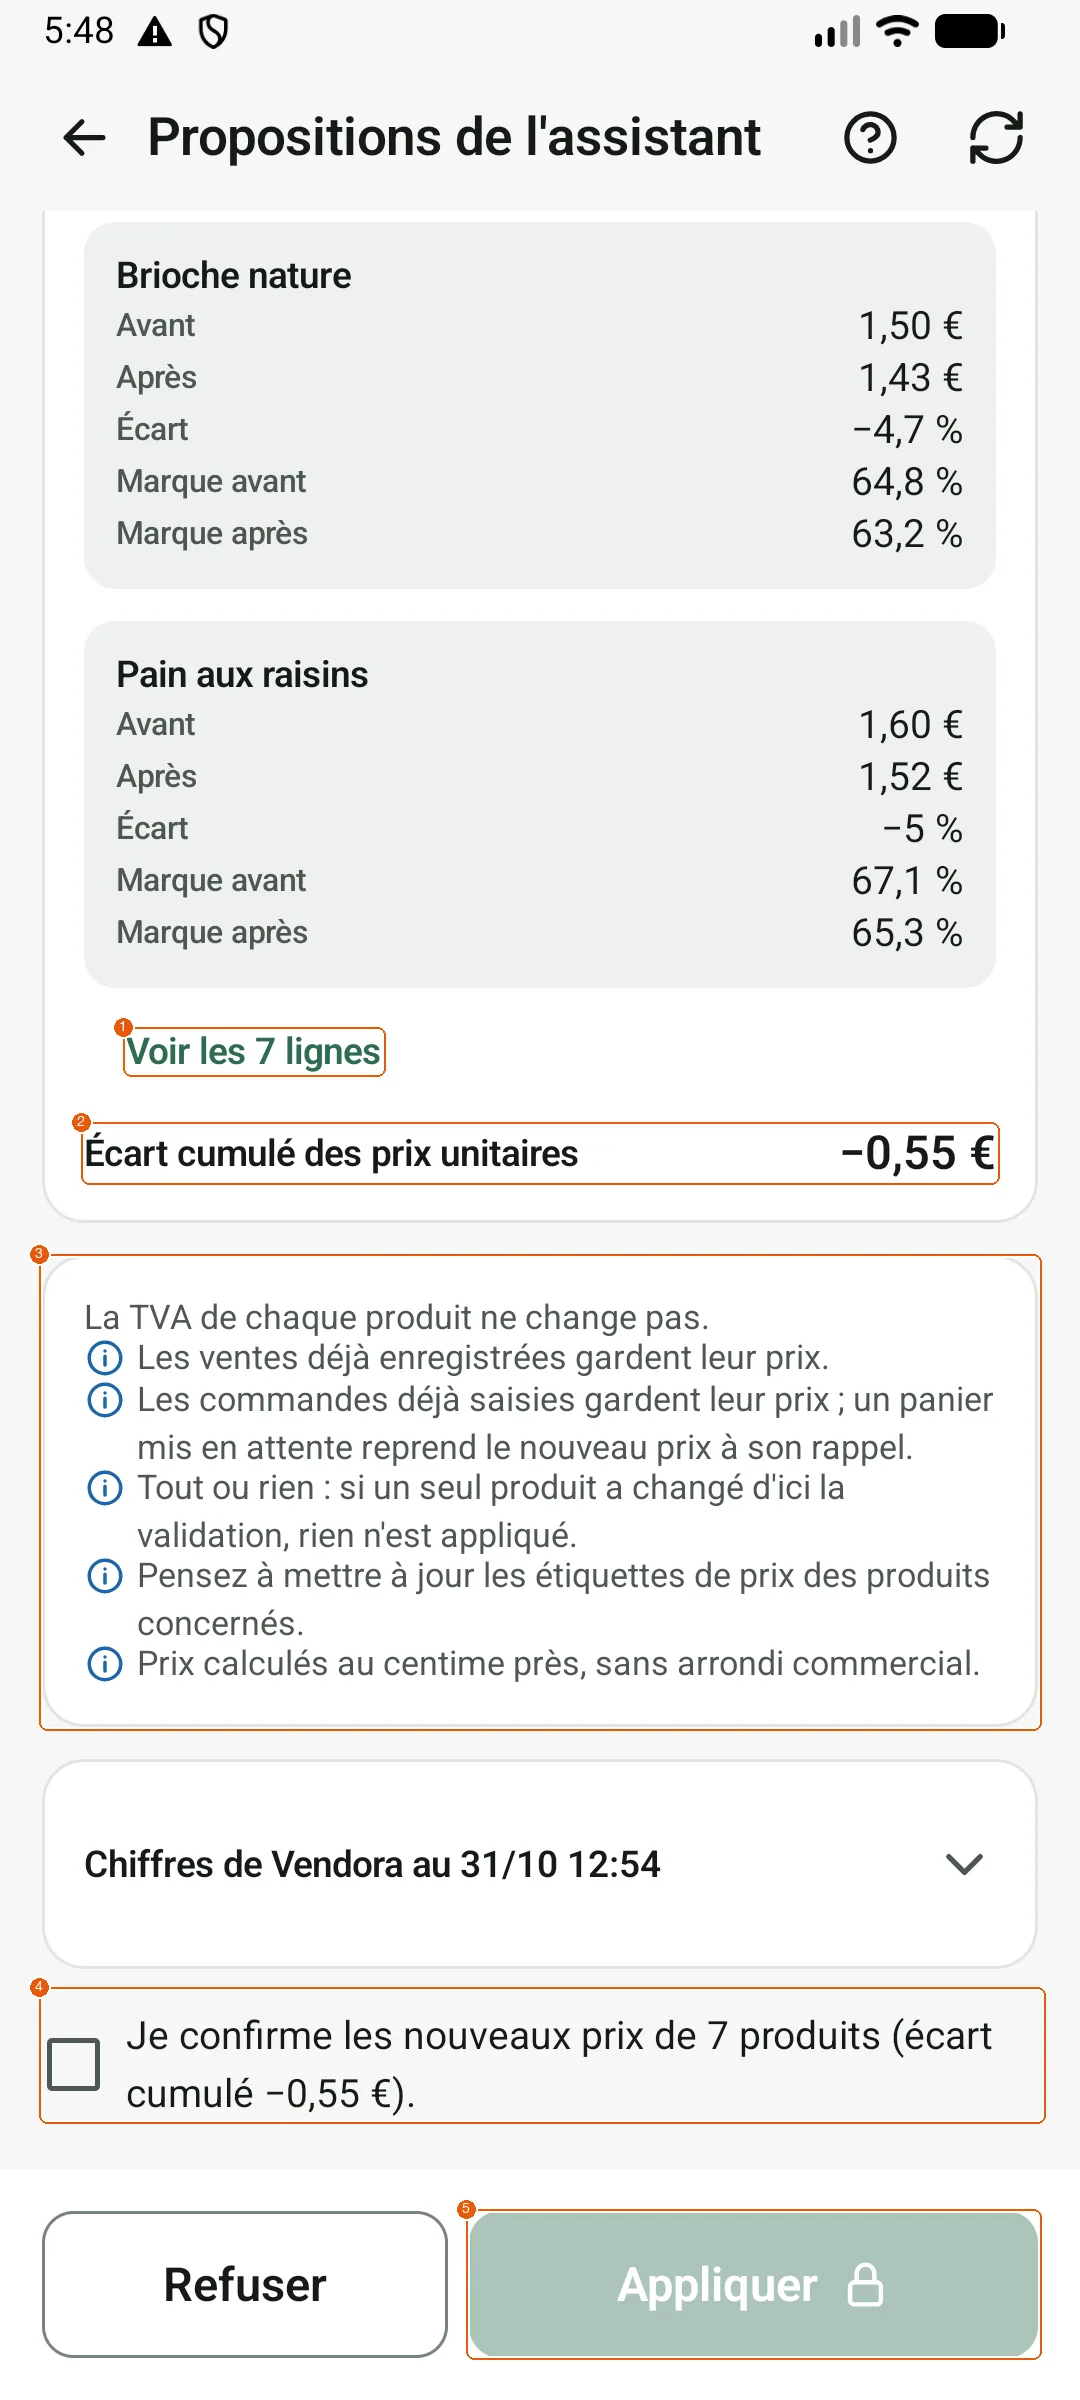 5:48
Propositions de l'assistant
Brioche nature
Avant 1,50 €
Après 1,43 €
Écart −4,7 %
Marque avant 64,8 %
Marque après 63,2 %
Pain aux raisins
Avant 1,60 €
Après 1,52 €
Écart −5 %
Marque avant 67,1 %
Marque après 65,3 %
1
Voir les 7 lignes
2
Écart cumulé des prix unitaires −0,55 €
3
La TVA de chaque produit ne change pas.
Les ventes déjà enregistrées gardent leur prix.
Les commandes déjà saisies gardent leur prix ; un panier
mis en attente reprend le nouveau prix à son rappel.
Tout ou rien : si un seul produit a changé d'ici la
validation, rien n'est appliqué.
Pensez à mettre à jour les étiquettes de prix des produits
concernés.
Prix calculés au centime près, sans arrondi commercial.
Chiffres de Vendora au 31/10 12:54
4
Je confirme les nouveaux prix de 7 produits (écart
cumulé −0,55 €).
5
Refuser Appliquer